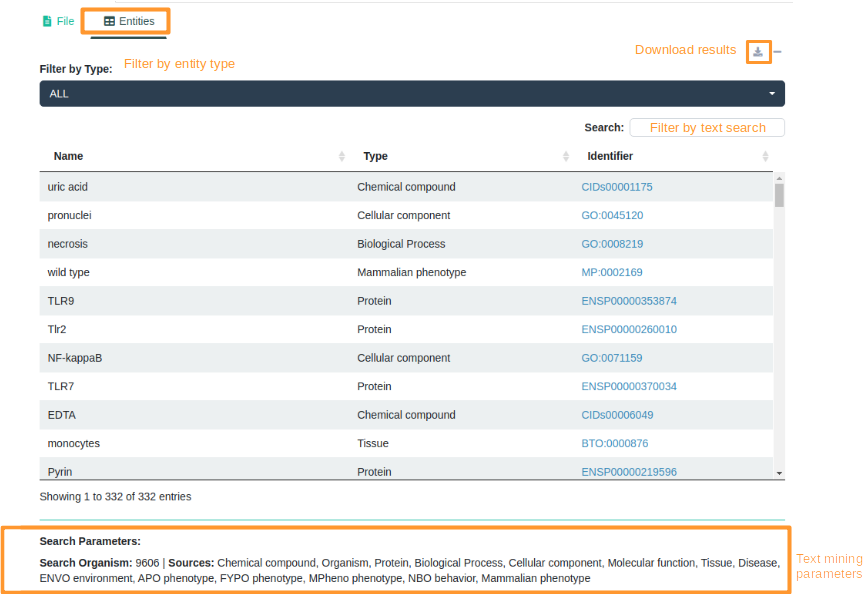 File Entities
Download results
Filter by Type: Filter by entity type
ALL
Search: Filter by text search
Name Type Identifier
uric acid Chemical compound CIDs00001175
pronuclei Cellular component GO:0045120
necrosis Biological Process GO:0008219
wild type Mammalian phenotype MP:0002169
TLR9 Protein ENSP00000353874
Tlr2 Protein ENSP00000260010
NF-kappaB Cellular component GO:0071159
TLR7 Protein ENSP00000370034
EDTA Chemical compound CIDs00006049
monocytes Tissue BTO:0000876
Pyrin Protein ENSP00000219596
Showing 1 to 332 of 332 entries
Search Parameters:
Search Organism: 9606 | Sources: Chemical compound, Organism, Protein, Biological Process, Cellular component, Molecular function, Tissue, Disease,
ENVO environment, APO phenotype, FYPO phenotype, MPheno phenotype, NBO behavior, Mammalian phenotype
Text mining
parameters